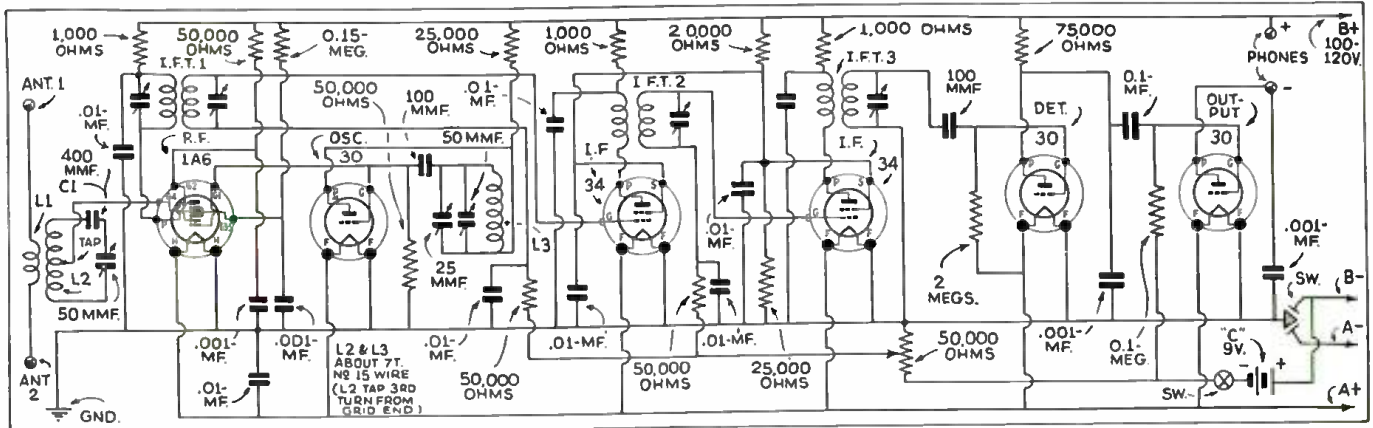 1,000
OHMS
50,000
OHMS
0.15-
MEG.
25,000
OHMS
1,000
OHMS
20,000
OHMS
1,000 OHMS
75,000
OHMS
+
PHONES
-
B+
100-
120V.
ANT. 1
.01-
MF.
I.F.T. 1
50,000
OHMS
100
MMF.
.01-
MF.
50 MMF.
I.F.T. 2
I.F.T. 3
100
MMF
0.1-
MF.
DET.
30
OUT-
PUT
30
400
MMF.
C1
R.F.
1A6
OSC.
30
I.F
34
I.F.
34
L1
TAP
L2
50 MMF.
G2
G4
G1
P
H
H
P
G
F
F
25
MMF.
L3
P
S
G
F
F
.01-
MF.
P
S
G
F
F
2
MEGS.
P
G
F
F
P
G
F
F
.001-
MF.
SW.
B-
A-
ANT
2
GND.
.001-
MF.
.001-
MF.
.01-
MF.
L2 & L3
ABOUT 7T.
Nº 15 WIRE
(L2 TAP 3RD
TURN FROM
GRID END)
.01-
MF.
50,000
OHMS
.01-MF.
50,000
OHMS
.01-MF.
25,000
OHMS
50,000
OHMS
.001-MF.
0.1-
MEG.
"C"
9V.
-
+
SW.-
A+